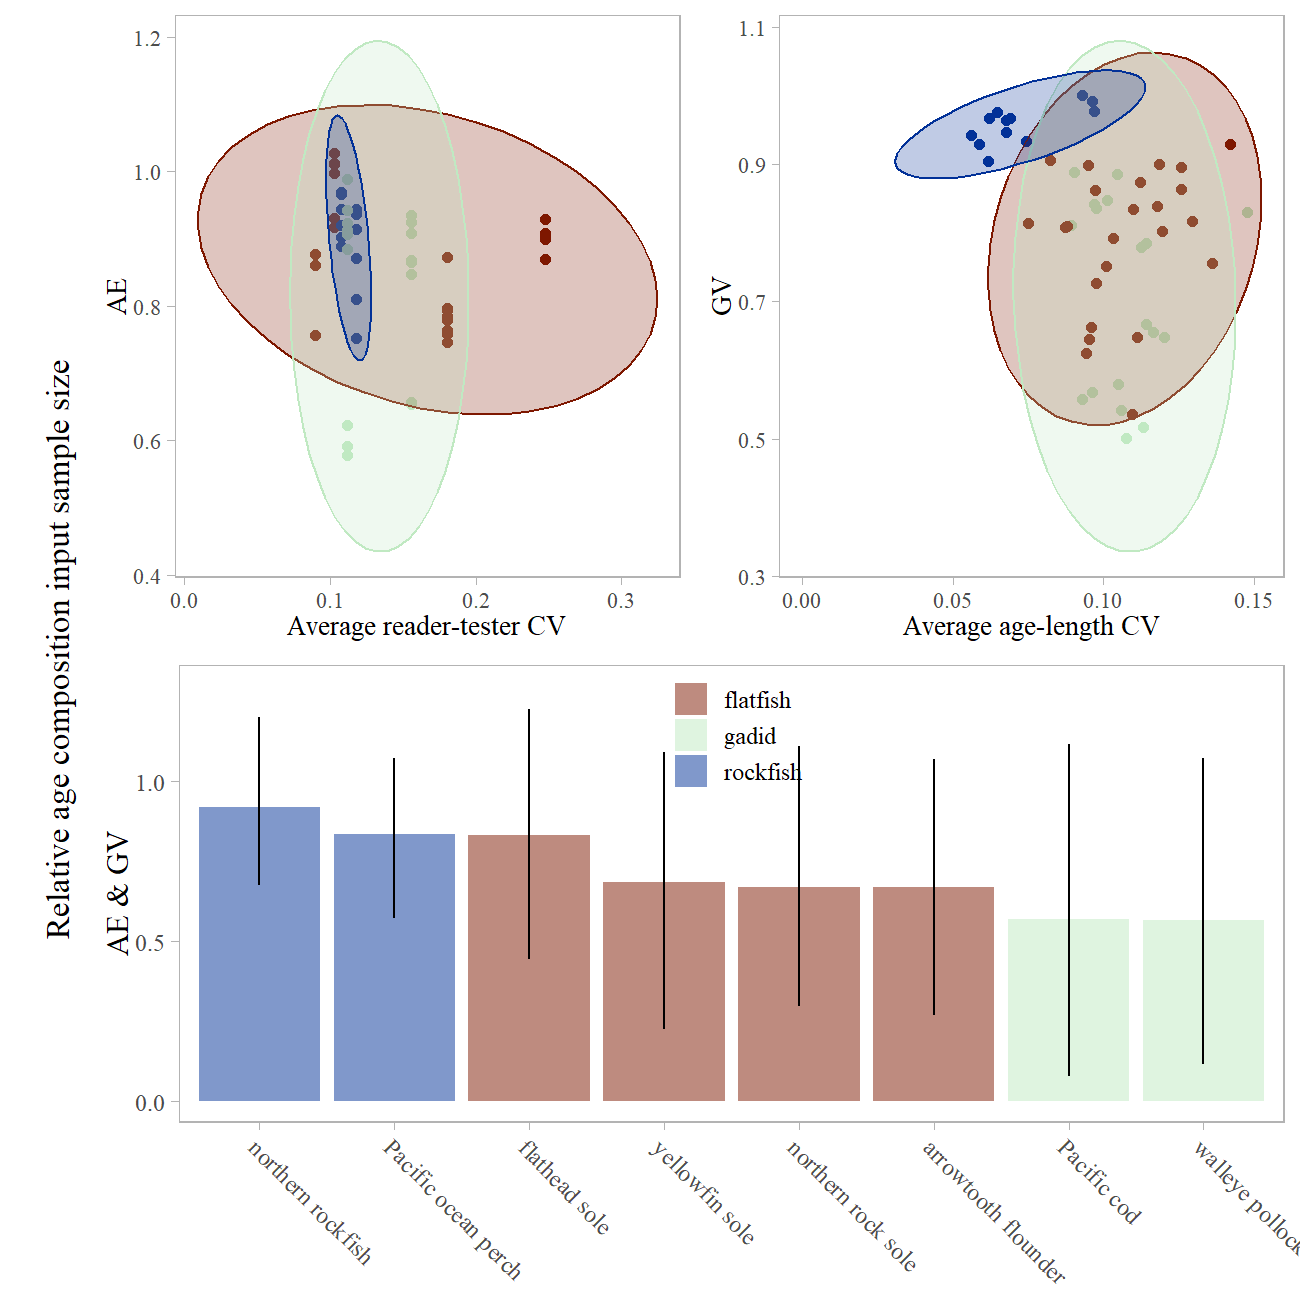 Relative age composition input sample size
AE
1.2
1.0
0.8
0.6
0.4
0.0
0.1
0.2
0.3
Average reader-tester CV
GV
1.1
0.9
0.7
0.5
0.3
0.00
0.05
0.10
0.15
Average age-length CV
AE & GV
1.0
0.5
0.0
flatfish
gadid
rockfish
northern rockfish
Pacific ocean perch
flathead sole
yellowfin sole
northern rock sole
arrowtooth flounder
Pacific cod
walleye pollock